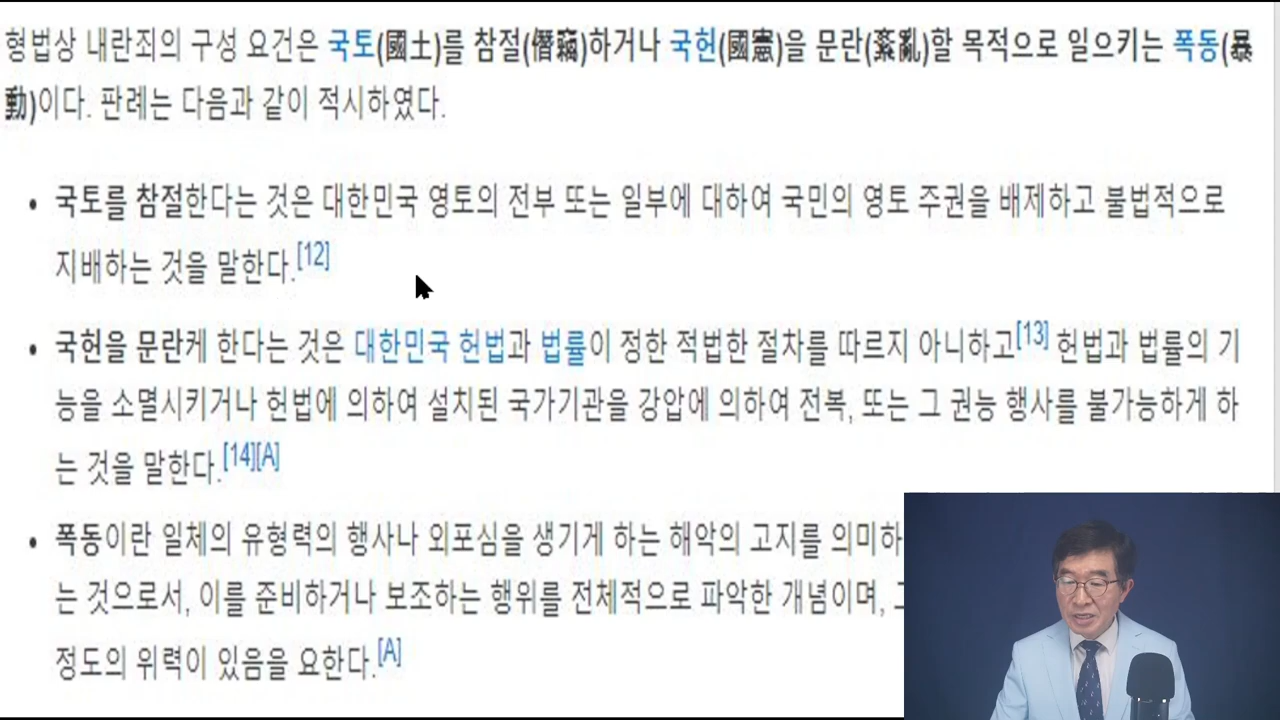 형법상 내란죄의 구성 요건은 국토(國土)를 참절(僭竊)하거나 국헌(國憲)을 문란(紊亂)할 목적으로 일으키는 폭동(暴
動)이다. 판례는 다음과 같이 적시하였다.
• 국토를 참절한다는 것은 대한민국 영토의 전부 또는 일부에 대하여 국민의 영토 주권을 배제하고 불법적으로
지배하는 것을 말한다.[12]
• 국헌을 문란케 한다는 것은 대한민국 헌법과 법률이 정한 적법한 절차를 따르지 아니하고[13] 헌법과 법률의 기
능을 소멸시키거나 헌법에 의하여 설치된 국가기관을 강압에 의하여 전복, 또는 그 권능 행사를 불가능하게 하
는 것을 말한다.[14][A]
• 폭동이란 일체의 유형력의 행사나 외포심을 생기게 하는 해악의 고지를 의미하
는 것으로서, 이를 준비하거나 보조하는 행위를 전체적으로 파악한 개념이며,
정도의 위력이 있음을 요한다.[A]